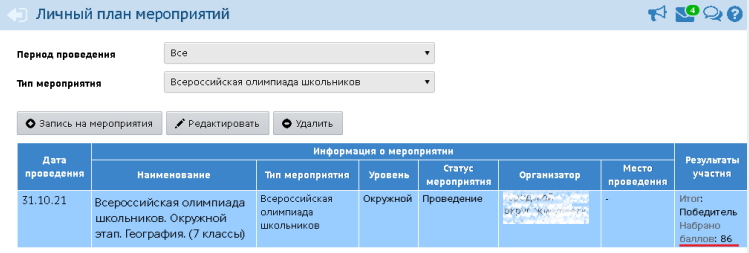 Личный план мероприятий
4
Период проведения
Все
Тип мероприятия
Всероссийская олимпиада школьников
Запись на мероприятия
Редактировать
Удалить
Дата
проведения
Информация о мероприятии
Результаты
участия
Наименование
Тип мероприятия
Уровень
Статус
мероприятия
Организатор
Место
проведения
31.10.21
Всероссийская олимпиада
школьников. Окружной
этап. География. (7 классы)
Всероссийская
олимпиада
школьников
Окружной
Проведение
-
Итог:
Победитель
Набрано
баллов: 86